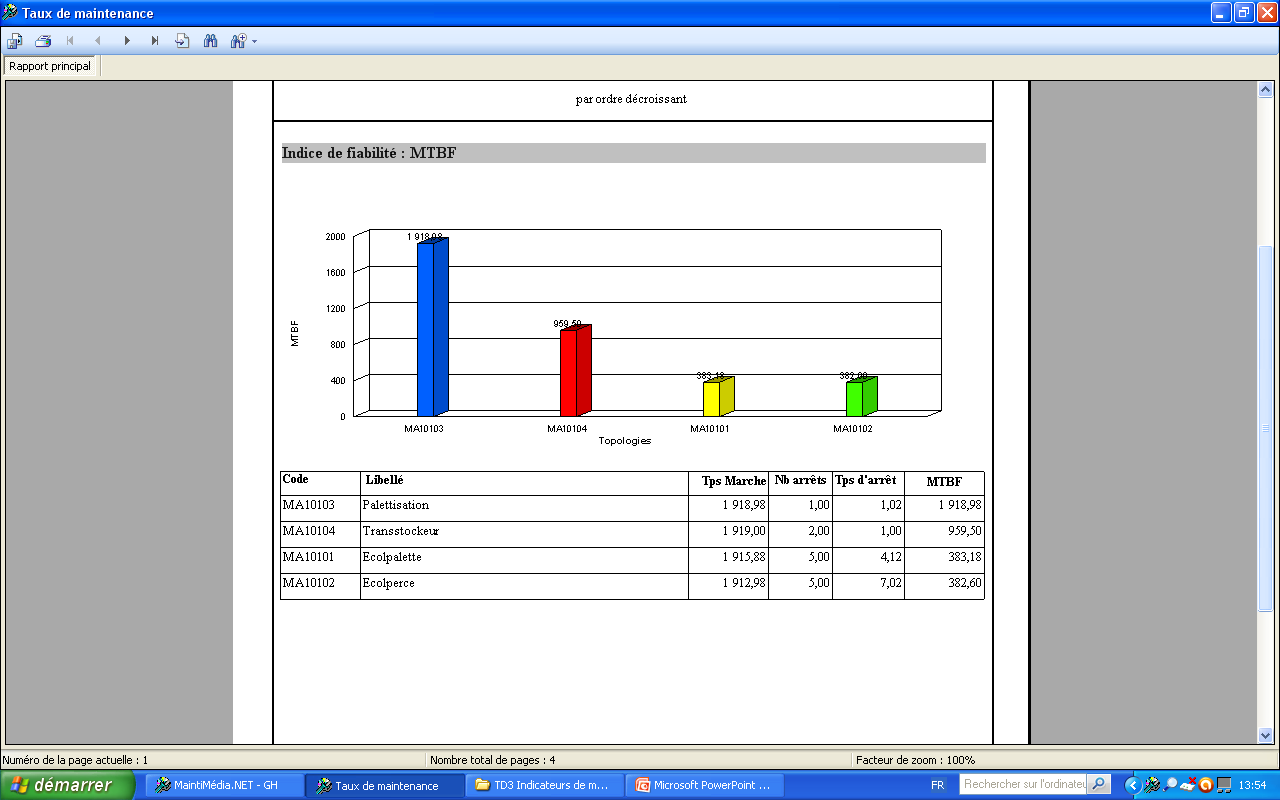 Taux de maintenance
Rapport principal
par ordre décroissant
Indice de fiabilité : MTBF
2000
1600
1200
800
400
0
MTBF
1 918,98
959,50
383,18
382,60
MA10103
MA10104
MA10101
MA10102
Topologies
Code Libellé Tps Marche Nb arrêts Tps d'arrêt MTBF
MA10103 Palettisation 1 918,98 1,00 1,02 1 918,98
MA10104 Transstockeur 1 919,00 2,00 1,00 959,50
MA10101 Ecolpalette 1 915,88 5,00 4,12 383,18
MA10102 Ecolperce 1 912,98 5,00 7,02 382,60
Numéro de la page actuelle : 1 Nombre total de pages : 4 Facteur de zoom : 100%
démarrer MaintiMédia.NET - GH Taux de maintenance TD3 Indicateurs de m... Microsoft PowerPoint ... FR Rechercher sur l'ordinateur 13:54